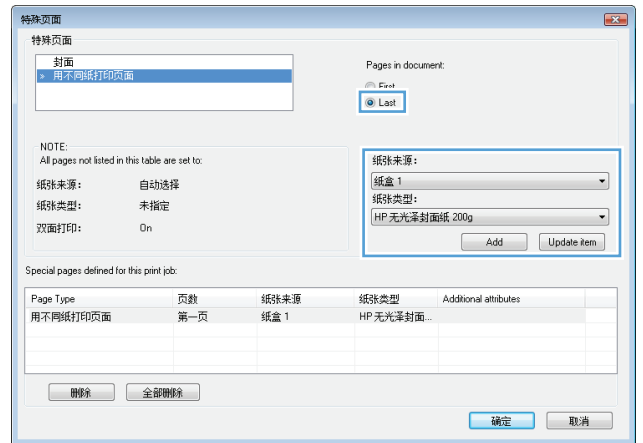 特殊页面
特殊页面
封面
» 用不同纸打印页面
Pages in document:
First
Last
NOTE:
All pages not listed in this table are set to:
纸张来源： 自动选择
纸张类型： 未指定
双面打印： On
纸张来源：
纸盒 1
纸张类型：
HP 无光泽封面纸 200g
Add Update item
Special pages defined for this print job:
Page Type 页数 纸张来源 纸张类型 Additional attributes
用不同纸打印页面 第一页 纸盒 1 HP 无光泽封面...
删除 全部删除
确定 取消